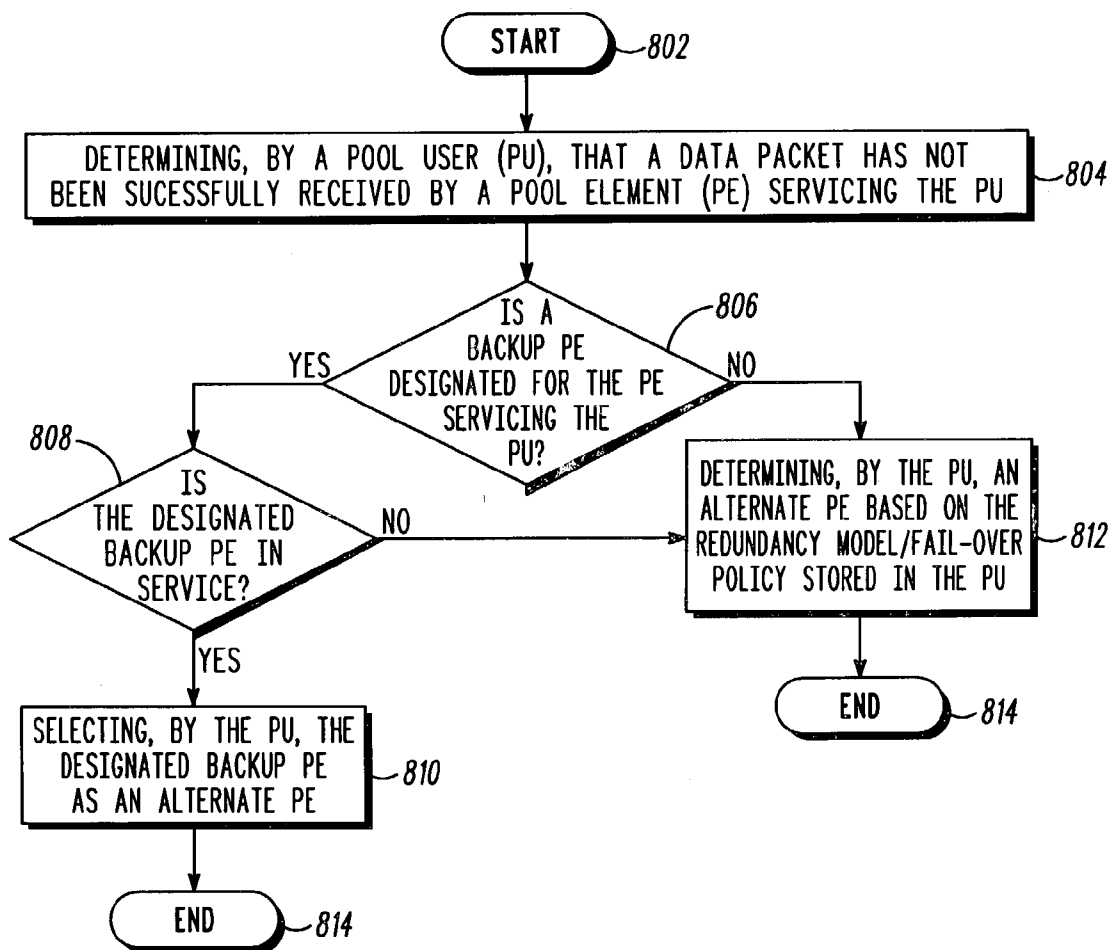 START
802
DETERMINING, BY A POOL USER (PU), THAT A DATA PACKET HAS NOT
BEEN SUCESSFULLY RECEIVED BY A POOL ELEMENT (PE) SERVICING THE PU
804
IS A
BACKUP PE
DESIGNATED FOR THE PE
SERVICING THE
PU?
806
YES
NO
808
IS
THE DESIGNATED
BACKUP PE IN
SERVICE?
NO
YES
DETERMINING, BY THE PU, AN
ALTERNATE PE BASED ON THE
REDUNDANCY MODEL/FAIL-OVER
POLICY STORED IN THE PU
812
END
814
SELECTING, BY THE PU, THE
DESIGNATED BACKUP PE
AS AN ALTERNATE PE
810
END
814